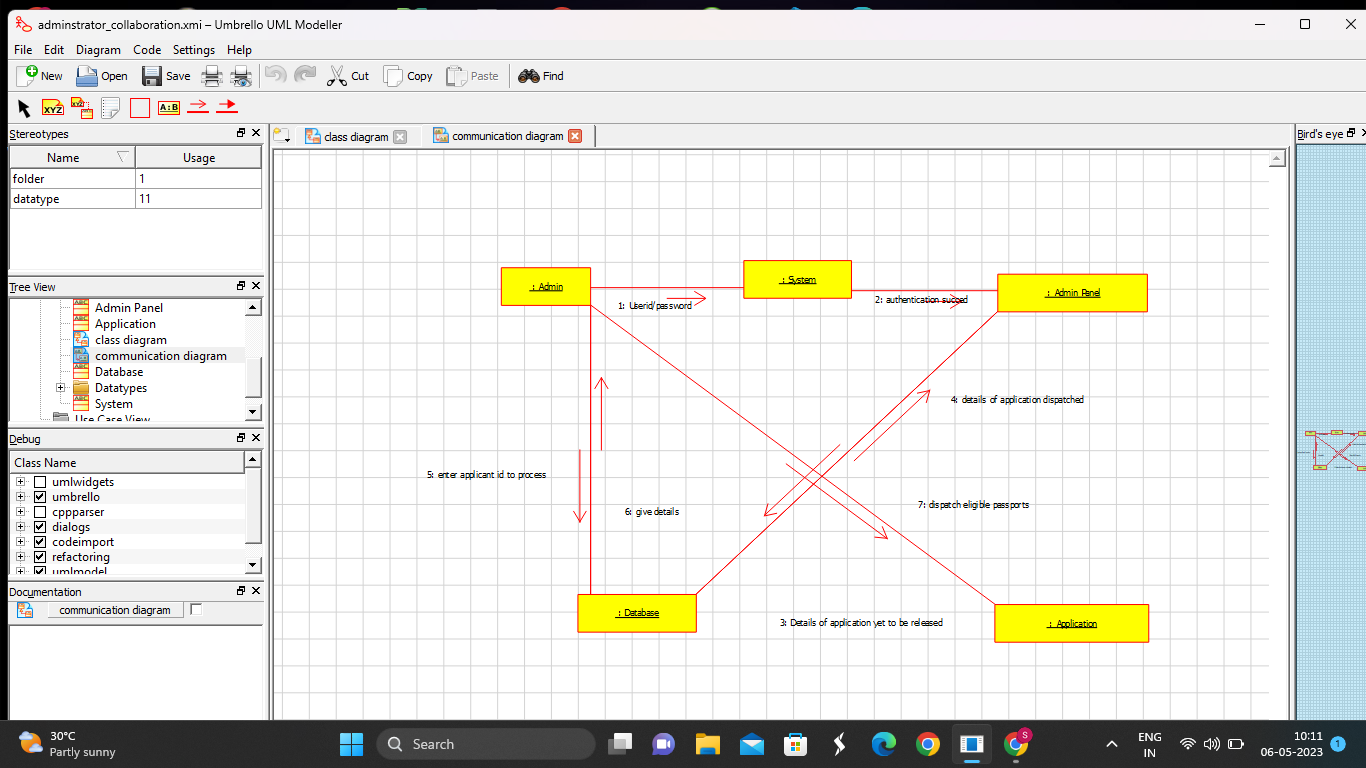 adminstrator_collaboration.xmi – Umbrello UML Modeller
File Edit Diagram Code Settings Help
New Open Save Cut Copy Paste Find
XYZ XYZ A:B
Stereotypes
Name Usage
folder 1
datatype 11
Tree View
Admin Panel
Application
class diagram
communication diagram
Database
Datatypes
System
Use Case View
Debug
Class Name
umlwidgets
umbrello
cppparser
dialogs
codeimport
refactoring
umlmodel
Documentation
communication diagram
class diagram communication diagram
Bird's eye
: Admin
: System
: Admin Panel
1: Userid/password
2: authentication succed
4: details of application dispatched
5: enter applicant id to process
6: give details
7: dispatch eligible passports
: Database
3: Details of application yet to be released
: Application
30°C
Partly sunny
Search
S
ENG
IN
10:11
06-05-2023
1